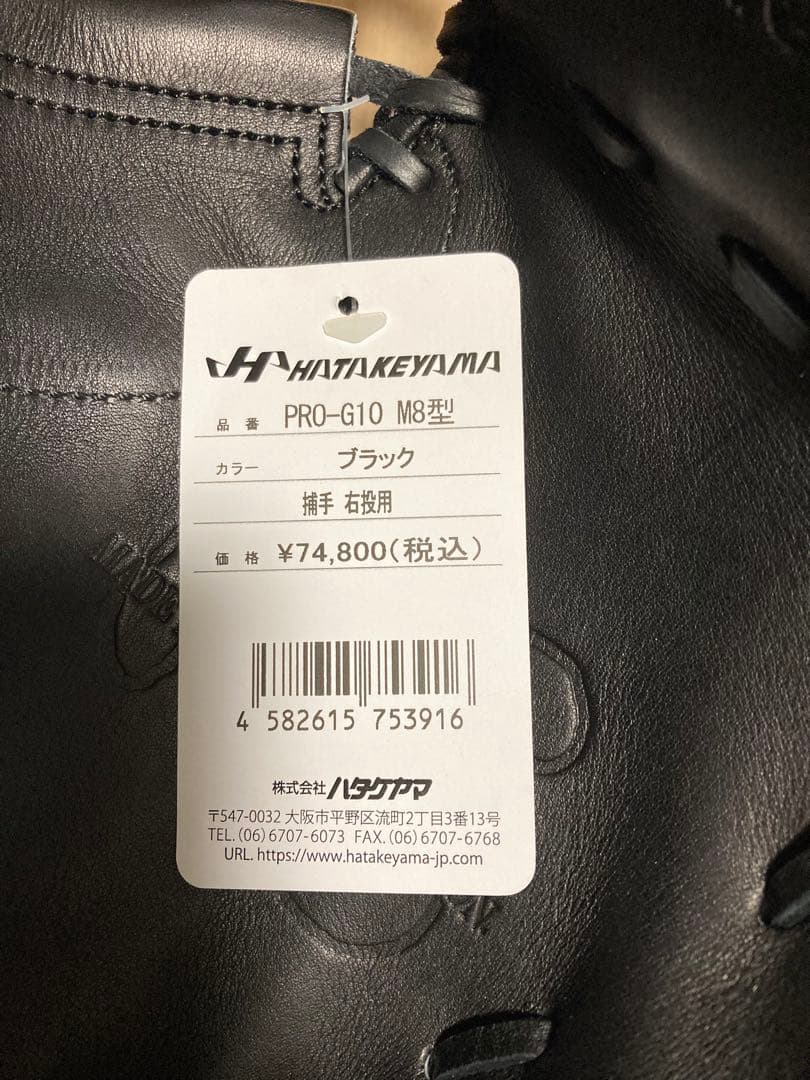 HATAKEYAMA
品番 PRO-G10 M8型
カラー ブラック
捕手 右投用
価格 ¥74,800(税込)
4 582615 753916
株式会社 ハタケヤマ
〒547-0032 大阪市平野区流町2丁目3番13号
TEL.(06)6707-6073 FAX.(06)6707-6768
URL. https://www.hatakeyama-jp.com
MADE